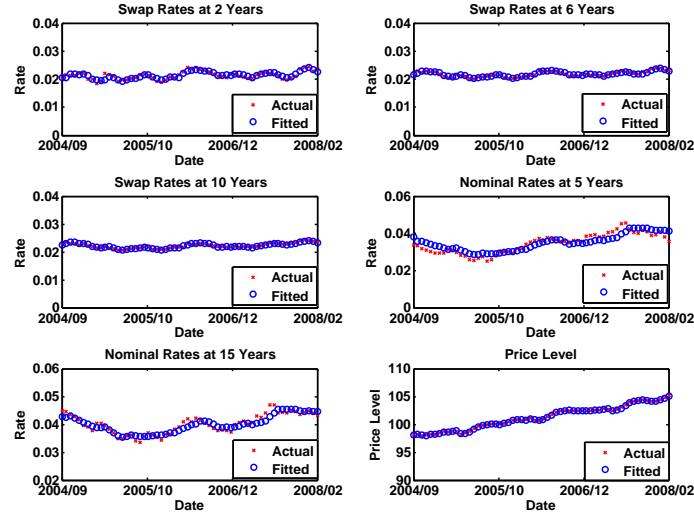 Swap Rates at 2 Years
Swap Rates at 6 Years
0.04
0.03
0.02
0.01
0
Rate
Actual
Fitted
2004/09 2005/10 2006/12 2008/02
Date
0.04
0.03
0.02
0.01
0
Rate
Actual
Fitted
2004/09 2005/10 2006/12 2008/02
Date
Swap Rates at 10 Years
Nominal Rates at 5 Years
0.04
0.03
0.02
0.01
0
Rate
Actual
Fitted
2004/09 2005/10 2006/12 2008/02
Date
0.06
0.04
0.02
0
Rate
Actual
Fitted
2004/09 2005/10 2006/12 2008/02
Date
Nominal Rates at 15 Years
Price Level
0.06
0.05
0.04
0.03
0.02
Rate
Actual
Fitted
2004/09 2005/10 2006/12 2008/02
Date
110
105
100
95
90
Price Level
Actual
Fitted
2004/09 2005/10 2006/12 2008/02
Date